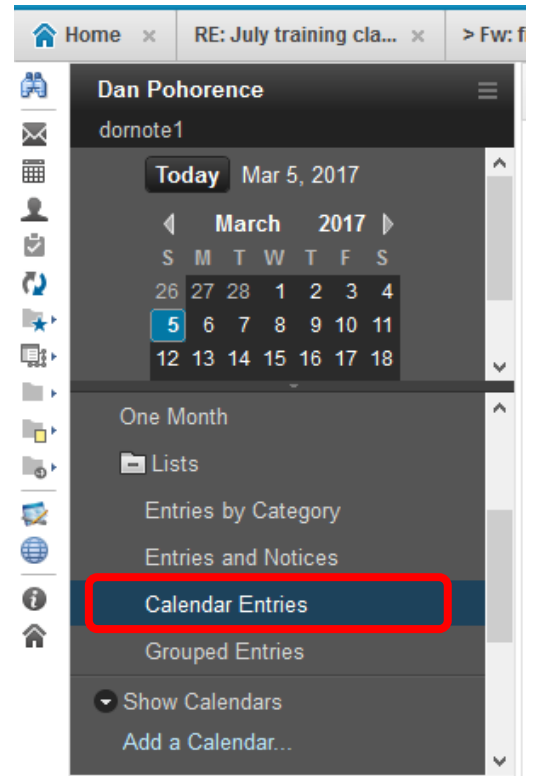 Home × RE: July training cla... × > Fw: f
Dan Pohorence
dornote1
Today Mar 5, 2017
March 2017
S M T W T F S
26 27 28 1 2 3 4
5 6 7 8 9 10 11
12 13 14 15 16 17 18
One Month
Lists
Entries by Category
Entries and Notices
Calendar Entries
Grouped Entries
Show Calendars
Add a Calendar...